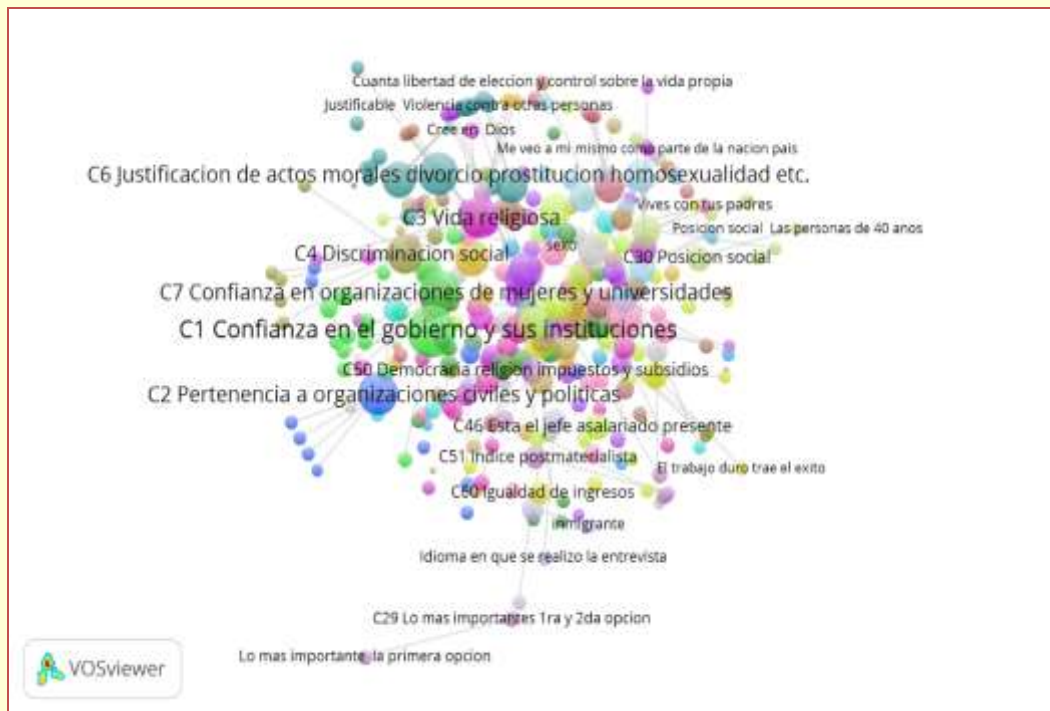 Cuanta libertad de eleccion y control sobre la vida propia
Justificable Violencia contra otras personas
Cree en Dios
Me veo a mi mismo como parte de la nacion pais
C6 Justificacion de actos morales divorcio prostitucion homosexualidad etc.
Vives con tus padres
C3 Vida religiosa
Posicion social Las personas de 40 anos
sexo
C4 Discriminacion social
C30 Posicion social
C7 Confianza en organizaciones de mujeres y universidades
C1 Confianza en el gobierno y sus instituciones
C50 Democracia religion impuestos y subsidios
C2 Pertenencia a organizaciones civiles y politicas
C46 Esta el jefe asalariado presente
C51 Indice postmaterialista
El trabajo duro trae el exito
C60 Igualdad de ingresos
inmigrante
Idioma en que se realizo la entrevista
C29 Lo mas importantes 1ra y 2da opcion
Lo mas importante la primera opcion
VOSviewer